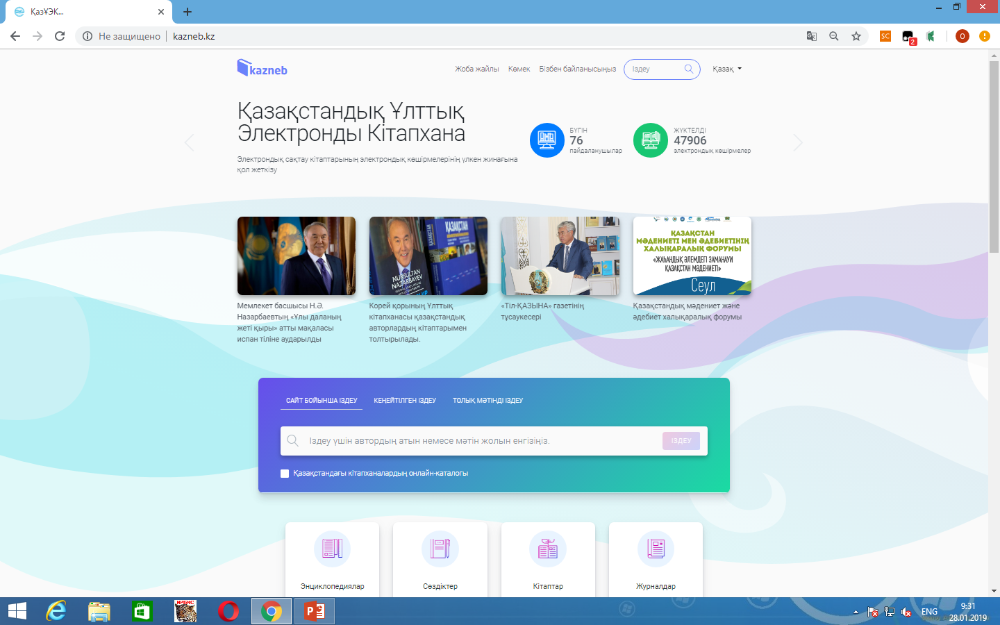 ҚазҰЭК...
Не защищено
kazneb.kz
SC
2
О
kazneb
Жоба жайлы
Көмек
Бізбен байланысыңыз
Іздеу
Қазақ
Қазақстандық Ұлттық
Электронды Кітапхана
Электрондық сақтау кітаптарының электрондық көшірмелерінің үлкен жинағына
қол жеткізу
БҮГІН
76
пайдаланушылар
ЖҮКТЕЛДІ
47906
электрондық көшірмелер
ҚАЗАҚСТАН
NURSULTAN
NAZARBAYEV
ҚАЗАҚСТАН
МӘДЕНИЕТІ МЕН ӘДЕБИЕТІНІҢ
ХАЛЫҚАРАЛЫҚ ФОРУМЫ
«ЖАҺАНДЫҚ ӘЛЕМДЕГІ ЗАМАНАУИ
ҚАЗАҚСТАН МӘДЕНИЕТІ»
Сеул
Мемлекет басшысы Н.Ә.
Назарбаевтың «Ұлы даланың
жеті қыры» атты мақаласы
испан тіліне аударылды
Корей қорының Ұлттық
кітапханасы қазақстандық
авторлардың кітаптарымен
толтырылады.
«Тіл-ҚАЗЫНА» газетінің
тұсаукесері
Қазақстандық мәдениет және
әдебиет халықаралық форумы
САЙТ БОЙЫНША ІЗДЕУ
КЕҢЕЙТІЛГЕН ІЗДЕУ
ТОЛЫҚ МӘТІНДІ ІЗДЕУ
Іздеу үшін автордың атын немесе мәтін жолын енгізіңіз.
ІЗДЕУ
Қазақстандағы кітапханалардың онлайн-каталогы
Энциклопедиялар
Сөздіктер
Кітаптар
Журналдар
ИРБИС
ENG
9:31
28.01.2019